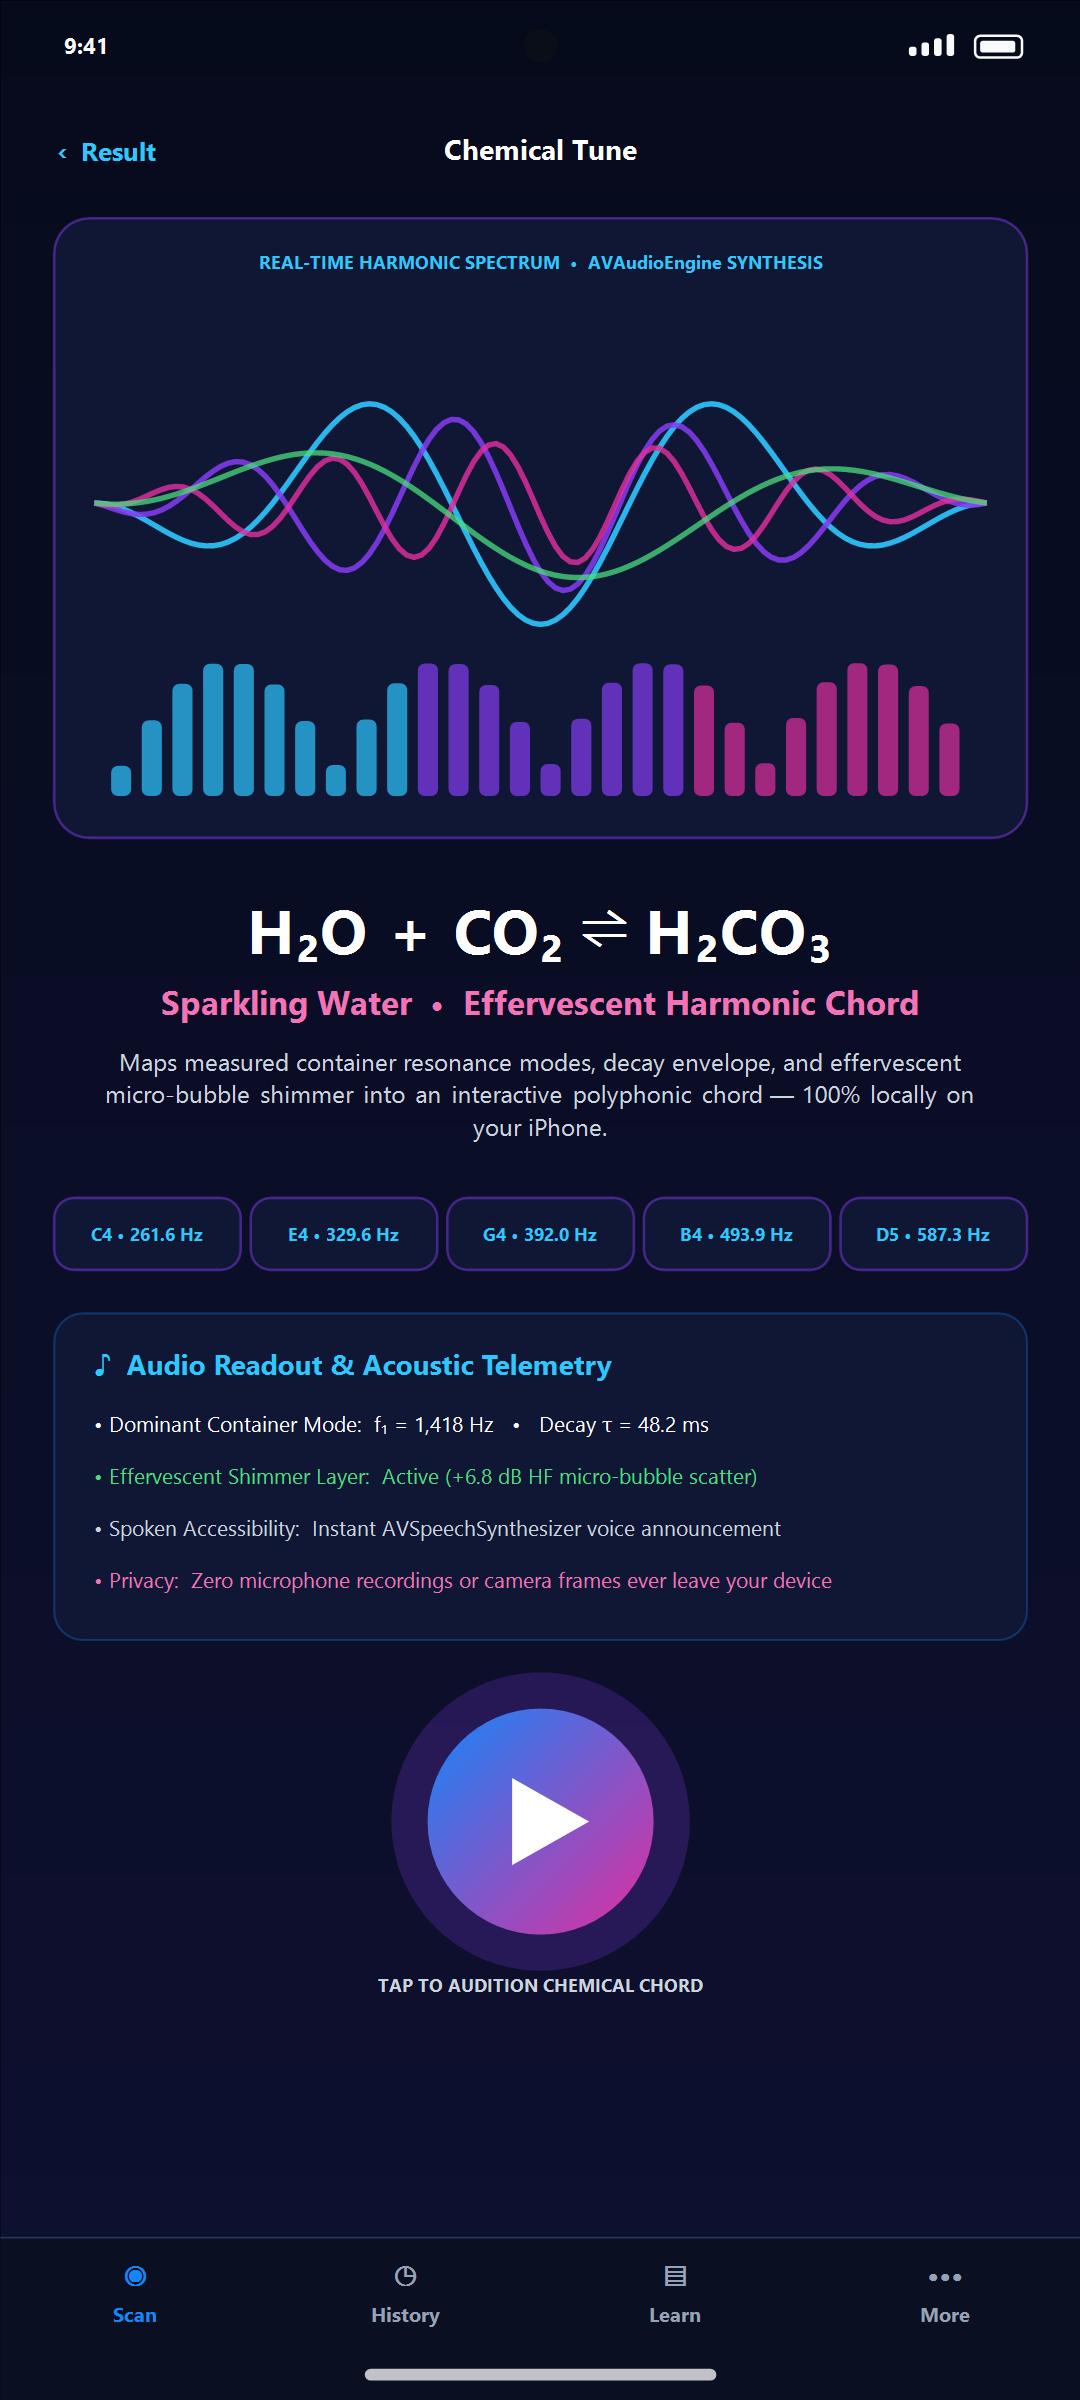 9:41
‹ Result
Chemical Tune
REAL-TIME HARMONIC SPECTRUM • AVAudioEngine SYNTHESIS
H₂O + CO₂ ⇌ H₂CO₃
Sparkling Water • Effervescent Harmonic Chord
Maps measured container resonance modes, decay envelope, and effervescent
micro-bubble shimmer into an interactive polyphonic chord — 100% locally on
your iPhone.
C4 • 261.6 Hz
E4 • 329.6 Hz
G4 • 392.0 Hz
B4 • 493.9 Hz
D5 • 587.3 Hz
♪ Audio Readout & Acoustic Telemetry
• Dominant Container Mode: f₁ = 1,418 Hz • Decay τ = 48.2 ms
• Effervescent Shimmer Layer: Active (+6.8 dB HF micro-bubble scatter)
• Spoken Accessibility: Instant AVSpeechSynthesizer voice announcement
• Privacy: Zero microphone recordings or camera frames ever leave your device
TAP TO AUDITION CHEMICAL CHORD
Scan
History
Learn
More